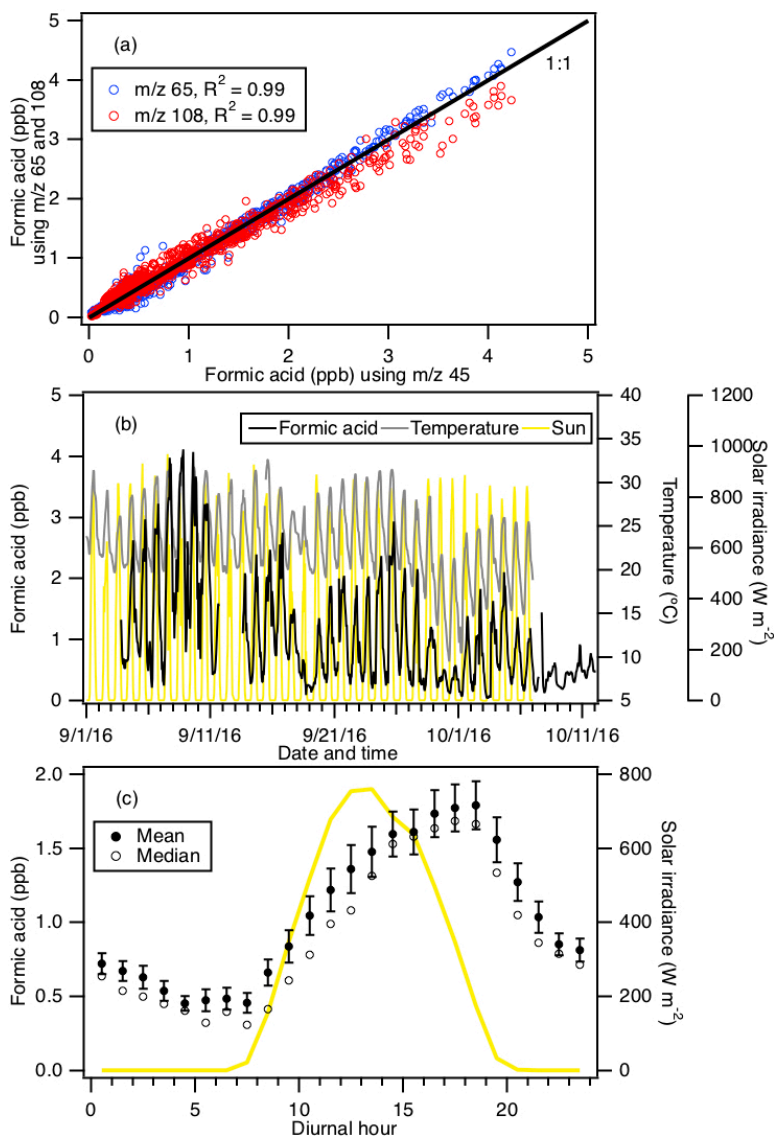 5
4
3
2
1
0
Formic acid (ppb)
using m/z 65 and 108
(a)
m/z 65, R² = 0.99
m/z 108, R² = 0.99
1:1
0
1
2
3
4
5
Formic acid (ppb) using m/z 45
5
4
3
2
1
0
Formic acid (ppb)
(b)
Formic acid
Temperature
Sun
40
35
30
25
20
15
10
5
Temperature (ºC)
1200
1000
800
600
400
200
0
Solar irradiance (W m⁻²)
9/1/16
9/11/16
9/21/16
10/1/16
10/11/16
Date and time
2.0
1.5
1.0
0.5
0.0
Formic acid (ppb)
(c)
Mean
Median
800
600
400
200
0
Solar irradiance (W m⁻²)
0
5
10
15
20
Diurnal hour